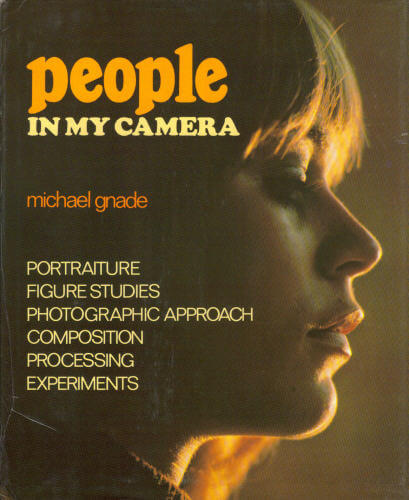 people
IN MY CAMERA
michael gnade
PORTRAITURE
FIGURE STUDIES
PHOTOGRAPHIC APPROACH
COMPOSITION
PROCESSING
EXPERIMENTS